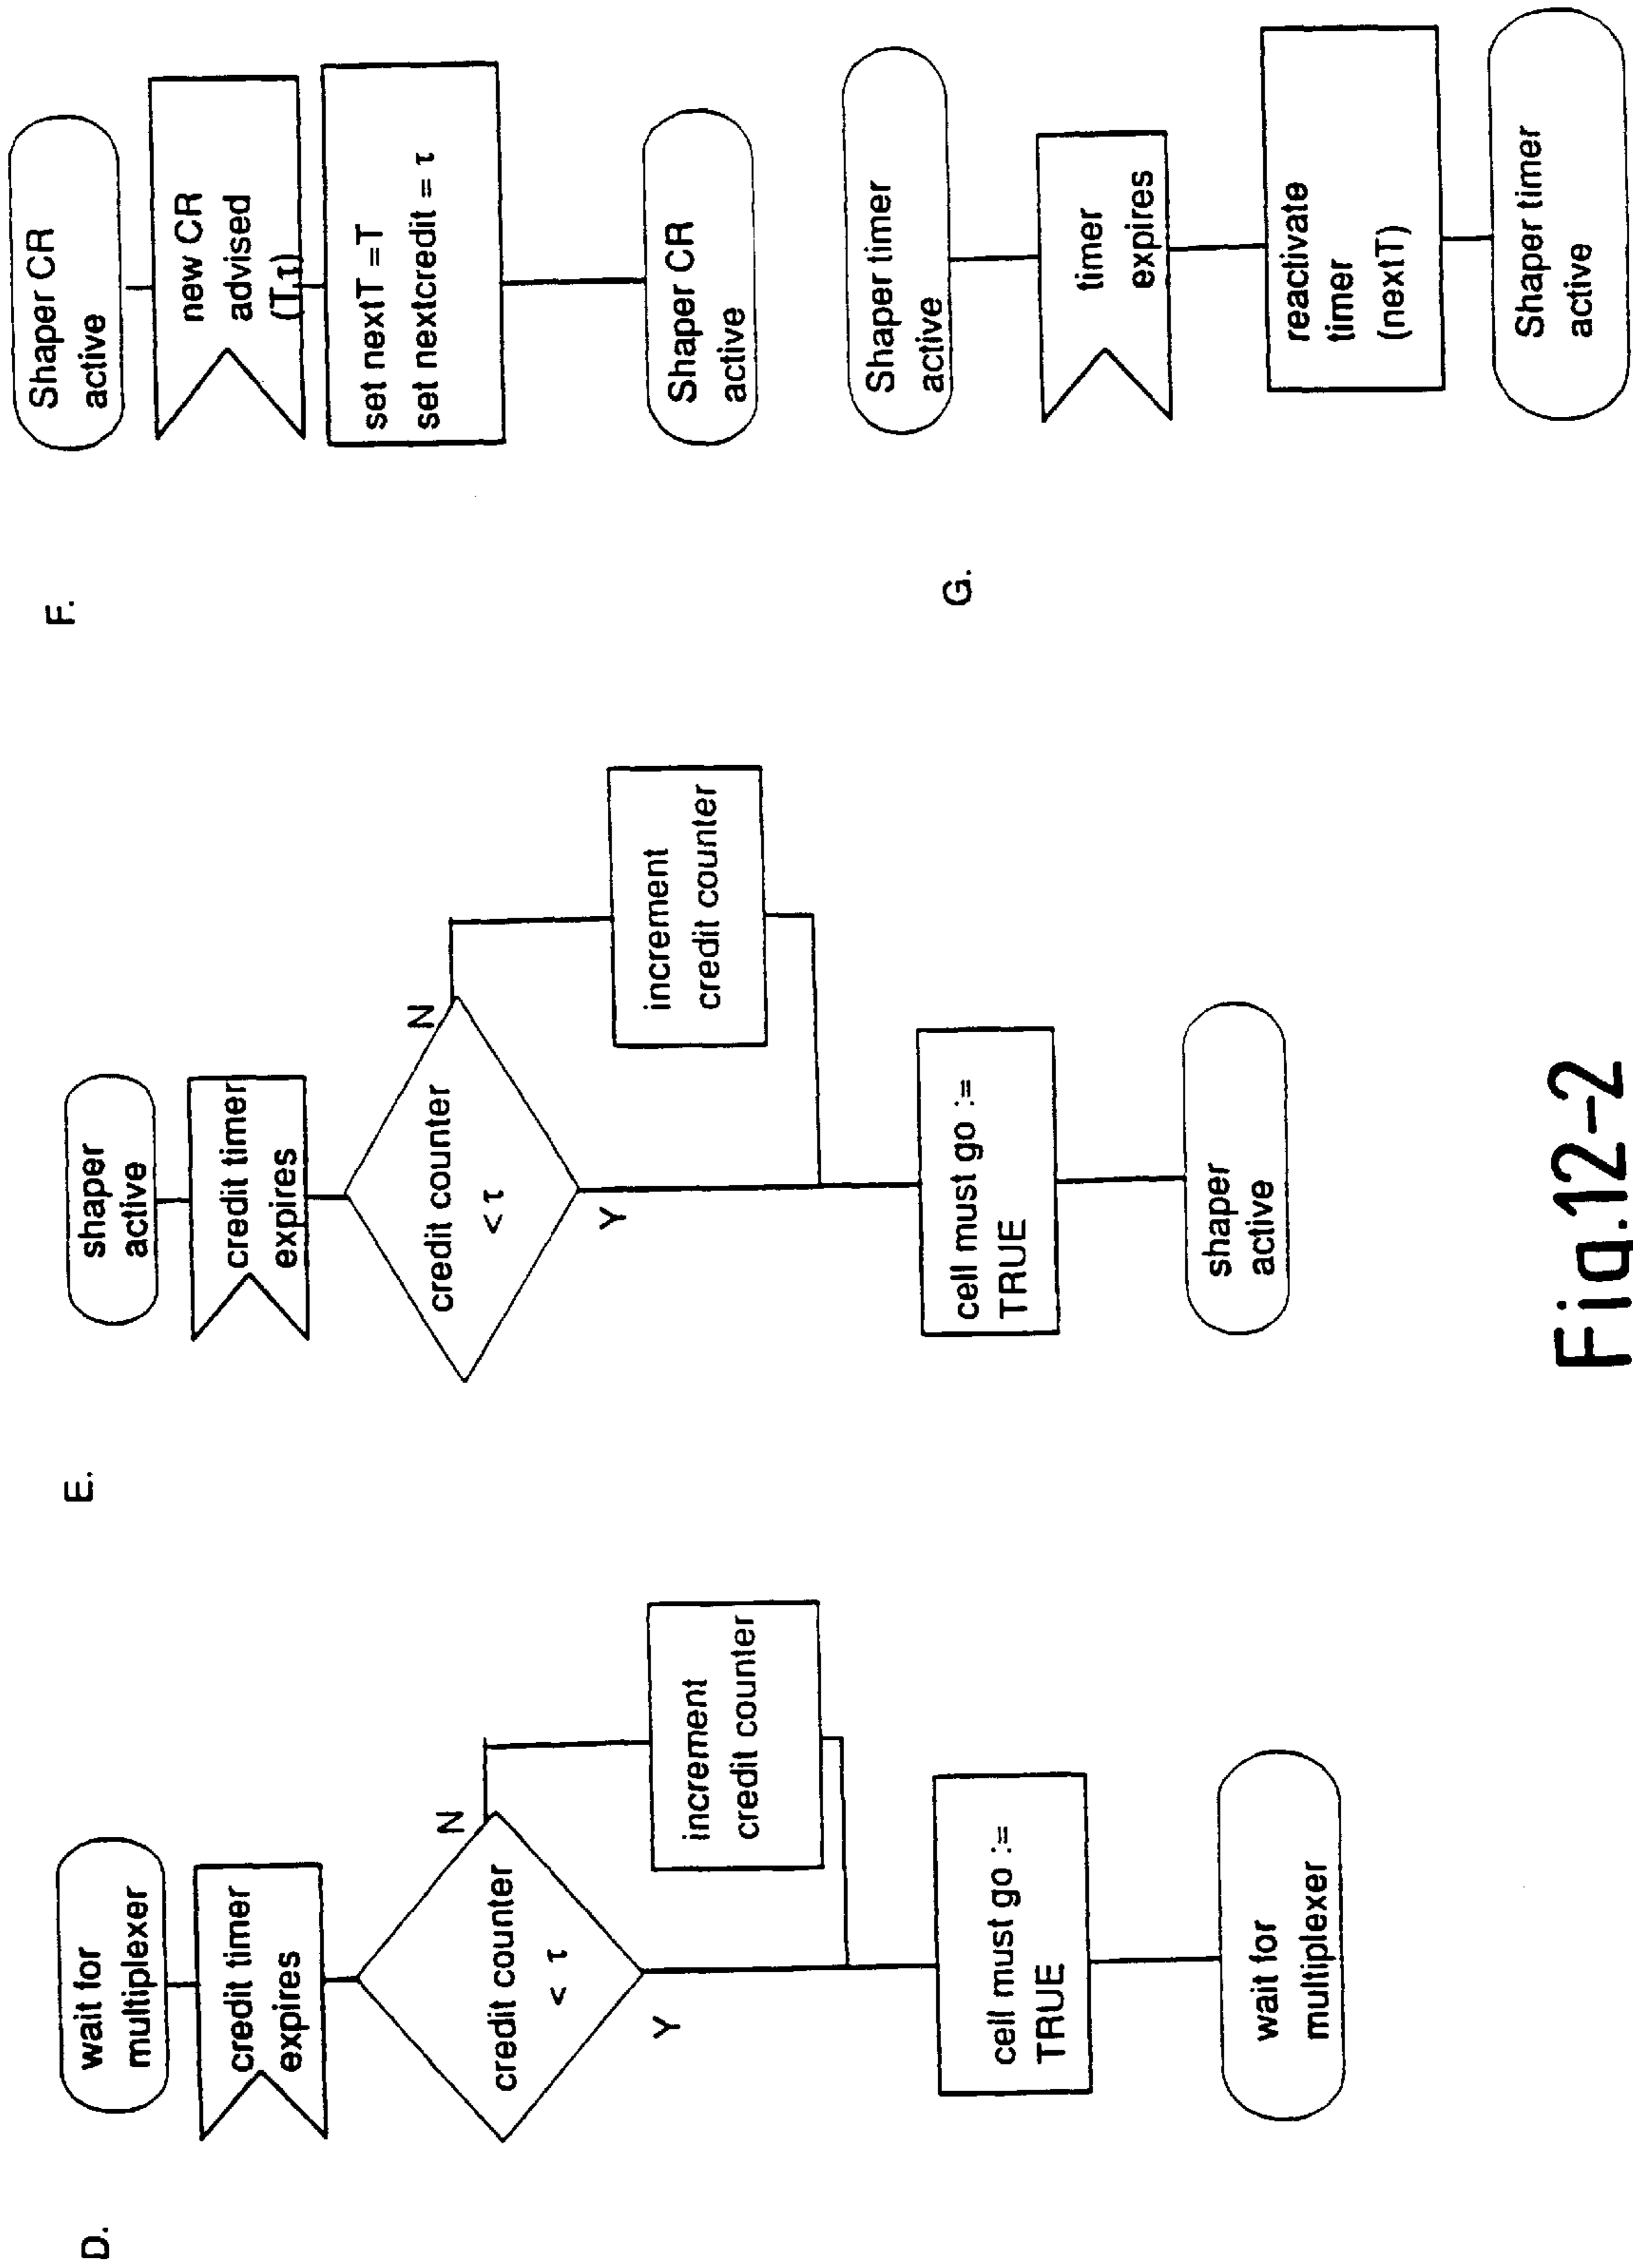 D.
wait for
multiplexer
credit timer
expires
credit counter
< τ
N
Y
increment
credit counter
cell must go :=
TRUE
wait for
multiplexer
E.
shaper
active
credit timer
expires
credit counter
< τ
N
Y
increment
credit counter
cell must go :=
TRUE
shaper
active
F.
Shaper CR
active
new CR
advised
(T,τ)
set nextT = T
set nextcredit = τ
Shaper CR
active
G.
Shaper timer
active
timer
expires
reactivate
timer
(nextT)
Shaper timer
active
Fig.12-2